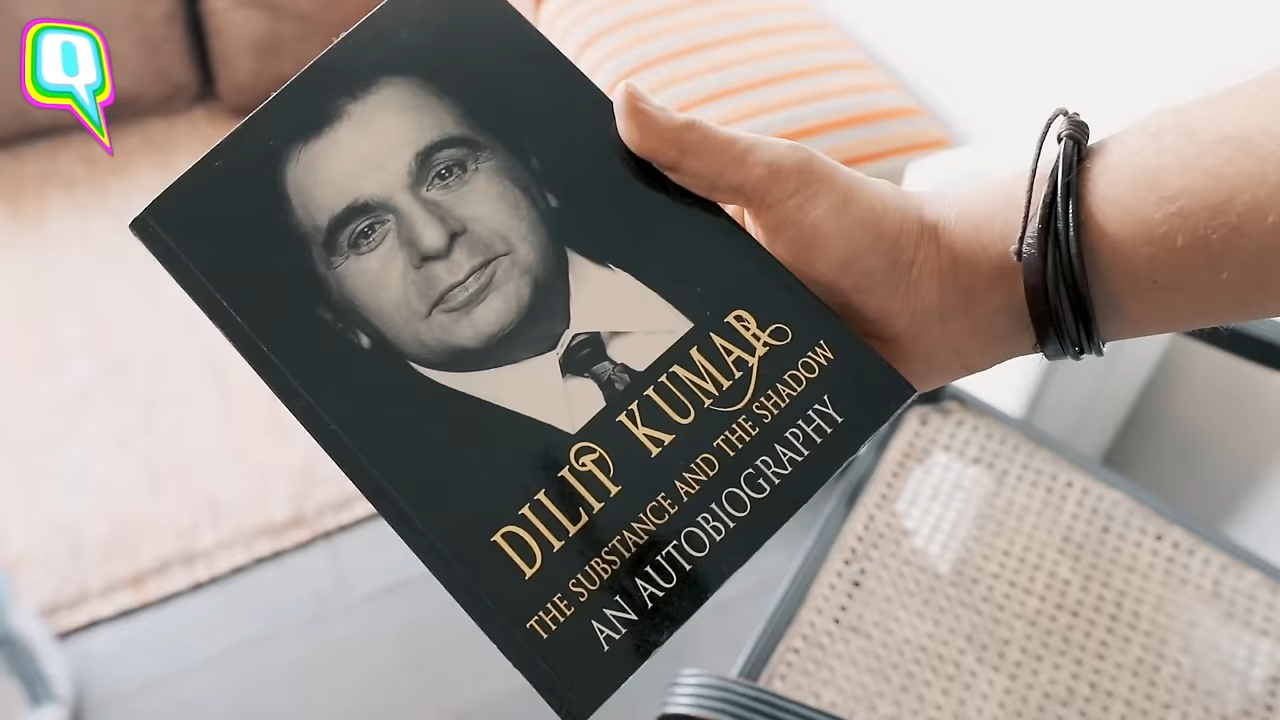 Q
DILIP KUMAR
THE SUBSTANCE AND THE SHADOW
AN AUTOBIOGRAPHY